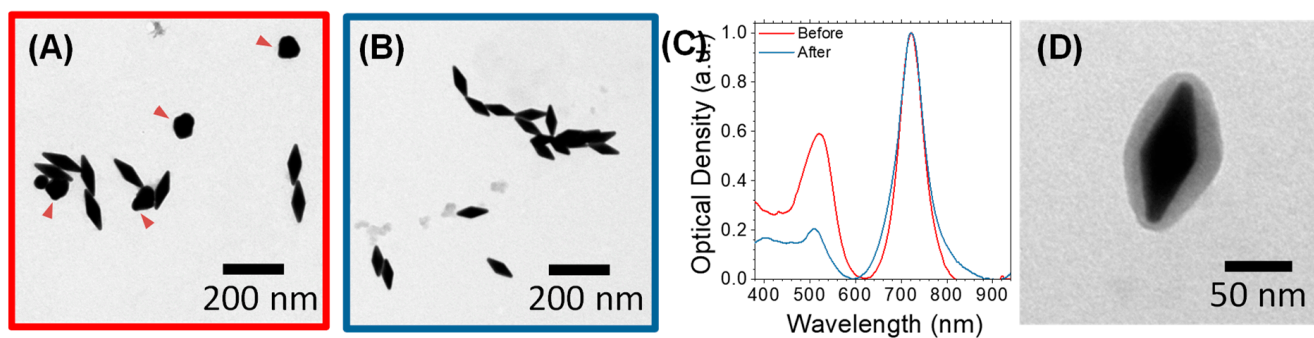 (A)
200 nm
(B)
200 nm
(C)
Optical Density (a.u.)
1.0
0.8
0.6
0.4
0.2
0.0
Before
After
400 500 600 700 800 900
Wavelength (nm)
(D)
50 nm